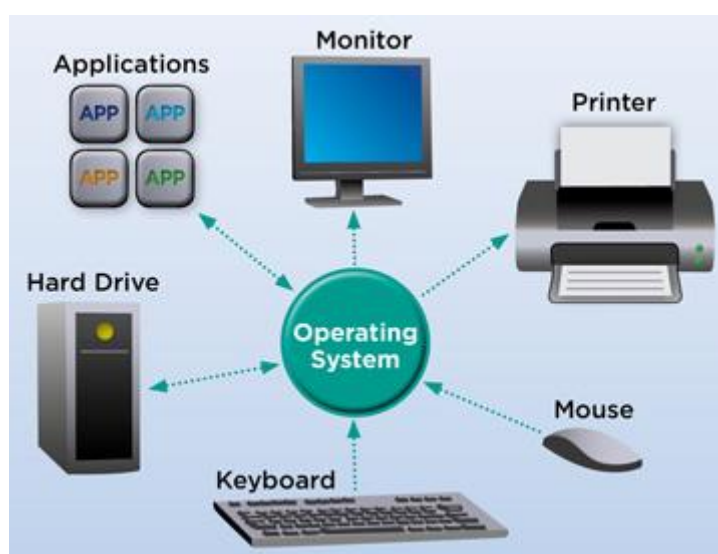 Monitor
Applications
APP APP
APP APP
Printer
Hard Drive
Operating
System
Mouse
Keyboard